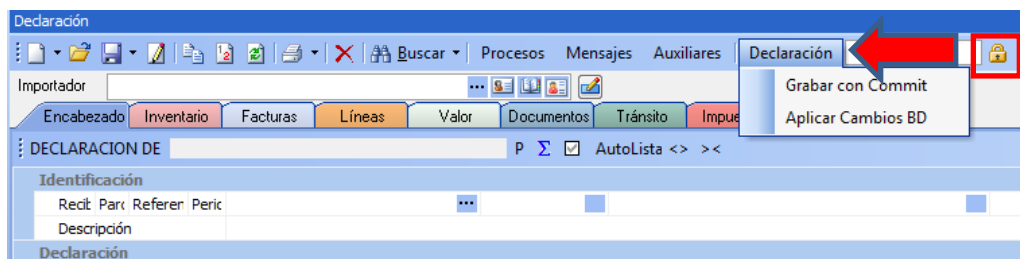 Declaración
Buscar Procesos Mensajes Auxiliares Declaración
Importador
Grabar con Commit
Encabezado Inventario Facturas Líneas Valor Documentos Tránsito Impue
Aplicar Cambios BD
DECLARACION DE P Σ AutoLista <> ><
Identificación
Recib Parc Referen Peric
Descripción
Declaración